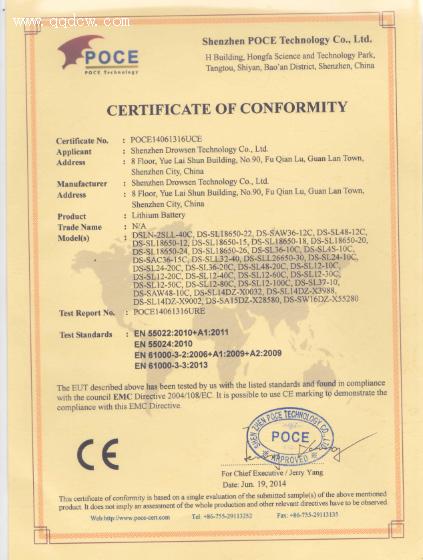 www.qqdcw.com
POCE
POCE Technology
Shenzhen POCE Technology Co., Ltd.
H Building, Hongfa Science and Technology Park,
Tangtou, Shiyan, Bao'an District, Shenzhen, China
CERTIFICATE OF CONFORMITY
Certificate No. : POCE14061316UCE
Applicant : Shenzhen Drowsen Technology Co., Ltd.
Address : 8 Floor, Yue Lai Shun Building, No.90, Fu Qian Lu, Guan Lan Town,
Shenzhen City, China
Manufacturer : Shenzhen Drowsen Technology Co., Ltd.
Address : 8 Floor, Yue Lai Shun Building, No.90, Fu Qian Lu, Guan Lan Town,
Shenzhen City, China
Product : Lithium Battery
Trade Name : N/A
Model(s) : DSLN-2SLL-40C, DS-SL18650-22, DS-SAW36-12C, DS-SL48-12C,
DS-SL18650-12, DS-SL18650-15, DS-SL18650-18, DS-SL18650-20,
DS-SL18650-24, DS-SL18650-26, DS-SL36-10C, DS-SL4S-10C,
DS-SAC36-15C, DS-SLL32-40, DS-SLL26650-30, DS-SL24-10C,
DS-SL24-20C, DS-SL36-20C, DS-SL48-20C, DS-SL12-10C,
DS-SL12-20C, DS-SL12-40C, DS-SL12-60C, DS-SL12-30C,
DS-SL12-50C, DS-SL12-80C, DS-SL12-100C, DS-SL37-10,
DS-SAW48-10C, DS-SL14DZ-X0032, DS-SL14DZ-X3988,
DS-SL14DZ-X9002, DS-SA15DZ-X28580, DS-SW16DZ-X55280
Test Report No. : POCE14061316URE
Test Standards : EN 55022:2010+A1:2011
EN 55024:2010
EN 61000-3-2:2006+A1:2009+A2:2009
EN 61000-3-3:2013
The EUT described above has been tested by us with the listed standards and found in compliance
with the council EMC Directive 2004/108/EC. It is possible to use CE marking to demonstrate the
compliance with this EMC Directive.
CE
SHEN ZHEN POCE TECHNOLOGY CO., LTD.
POCE
APPROVED
For Chief Executive / Jerry Yang
Date: Jun. 19, 2014
This certificate of conformity is based on a single evaluation of the submitted sample(s) of the above mentioned
product. It does not imply an assessment of the whole production and other relevant directives have to be observed.
Web:http://www.poce-cert.com Tel: +86-755-29113252 Fax: +86-755-29113135